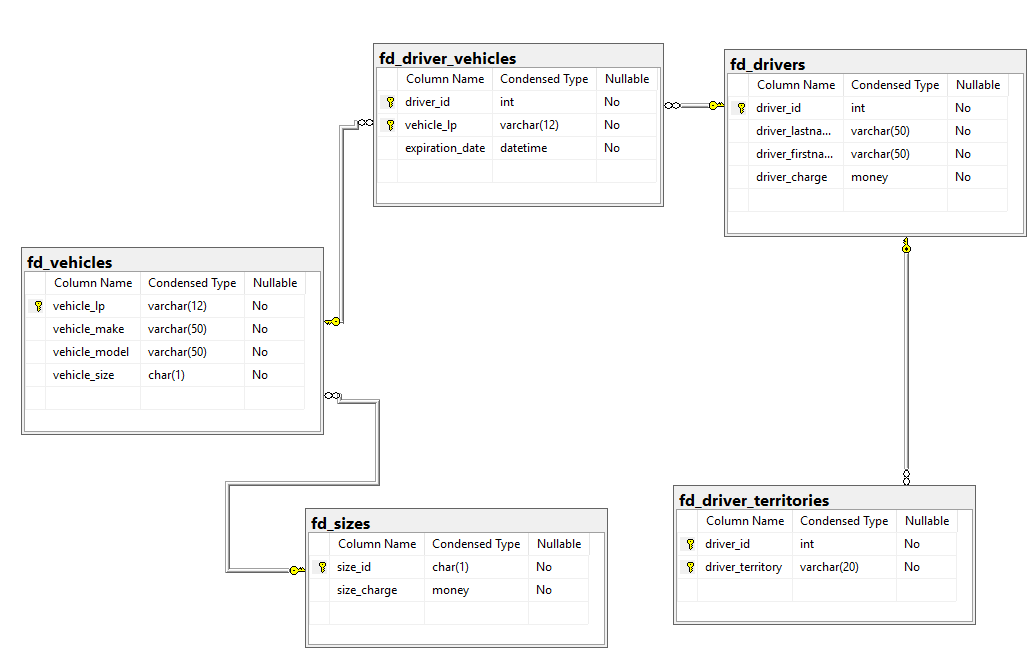 fd_driver_vehicles
Column Name Condensed Type Nullable
driver_id int No
vehicle_lp varchar(12) No
expiration_date datetime No
fd_drivers
Column Name Condensed Type Nullable
driver_id int No
driver_lastna... varchar(50) No
driver_firstna... varchar(50) No
driver_charge money No
fd_vehicles
Column Name Condensed Type Nullable
vehicle_lp varchar(12) No
vehicle_make varchar(50) No
vehicle_model varchar(50) No
vehicle_size char(1) No
fd_sizes
Column Name Condensed Type Nullable
size_id char(1) No
size_charge money No
fd_driver_territories
Column Name Condensed Type Nullable
driver_id int No
driver_territory varchar(20) No